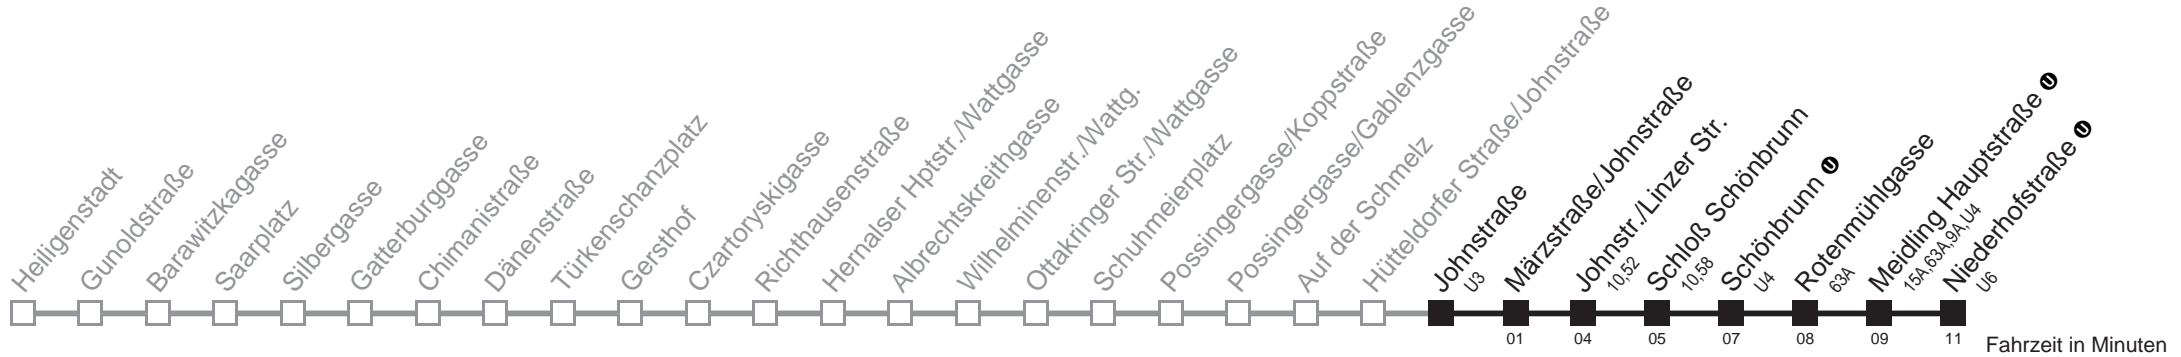 Heiligenstadt
Gunoldstraße
Barawitzkagasse
Saarplatz
Silbergasse
Gatterburggasse
Chimanistraße
Dänenstraße
Türkenschanzplatz
Gersthof
Czartoryskigasse
Richthausenstraße
Hernalser Hptstr./Wattgasse
Albrechtskreithgasse
Wilhelminenstr./Wattg.
Ottakringer Str./Wattgasse
Schuhmeierplatz
Possingergasse/Koppstraße
Possingergasse/Gablenzgasse
Auf der Schmelz
Hütteldorfer Straße/Johnstraße
Johnstraße
U3
Märzstraße/Johnstraße
Johnstr./Linzer Str.
10,52
Schloß Schönbrunn
10,58
Schönbrunn U
U4
Rotenmühlgasse
63A
Meidling Hauptstraße U
15A,63A,9A,U4
Niederhofstraße U
U6
01 04 05 07 08 09 11
Fahrzeit in Minuten